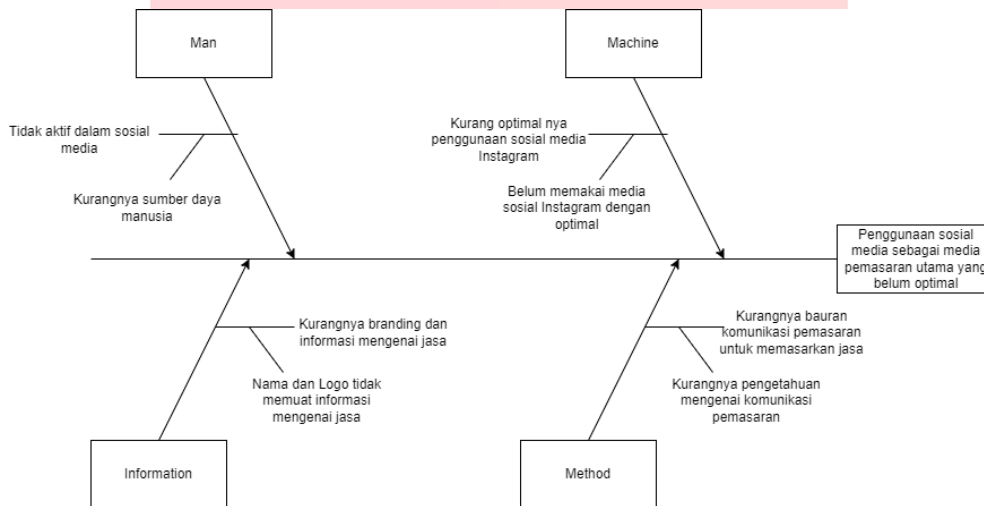 Man
Machine
Tidak aktif dalam sosial
media
Kurangnya sumber daya
manusia
Kurang optimal nya
penggunaan sosial media
Instagram
Belum memakai media
sosial Instagram dengan
optimal
Penggunaan sosial
media sebagai media
pemasaran utama yang
belum optimal
Kurangnya branding dan
informasi mengenai jasa
Nama dan Logo tidak
memuat informasi
mengenai jasa
Kurangnya bauran
komunikasi pemasaran
untuk memasarkan jasa
Kurangnya pengetahuan
mengenai komunikasi
pemasaran
Information
Method